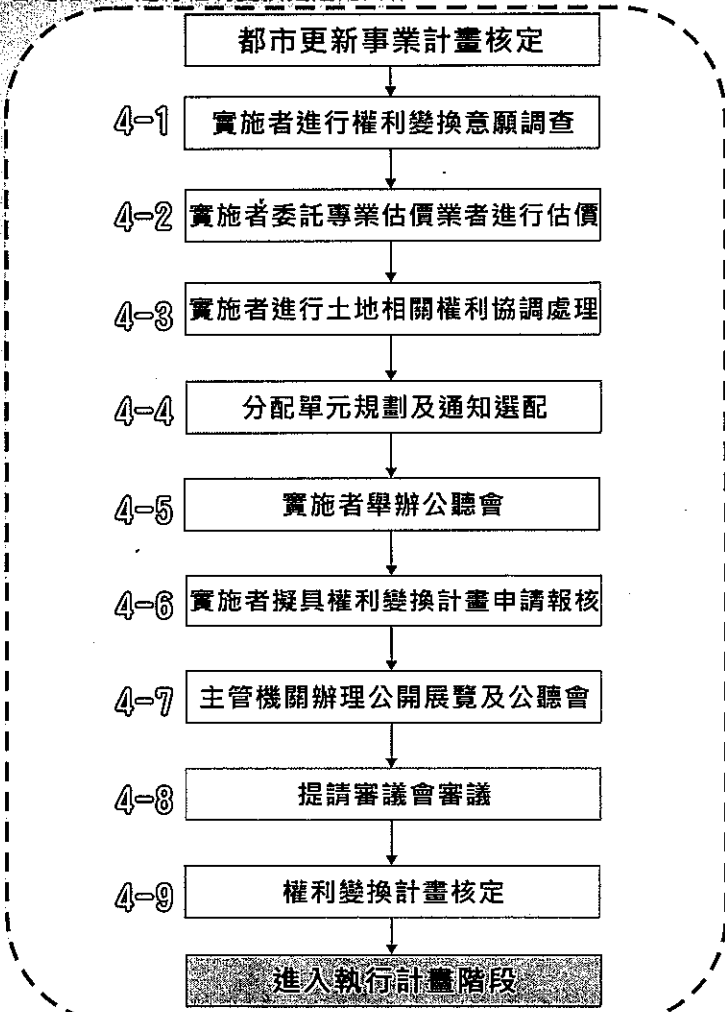 都市更新事業計畫核定
4-1 實施者進行權利變換意願調查
4-2 實施者委託專業估價業者進行估價
4-3 實施者進行土地相關權利協調處理
4-4 分配單元規劃及通知選配
4-5 實施者舉辦公聽會
4-6 實施者擬具權利變換計畫申請報核
4-7 主管機關辦理公開展覽及公聽會
4-8 提請審議會審議
4-9 權利變換計畫核定
進入執行計畫階段